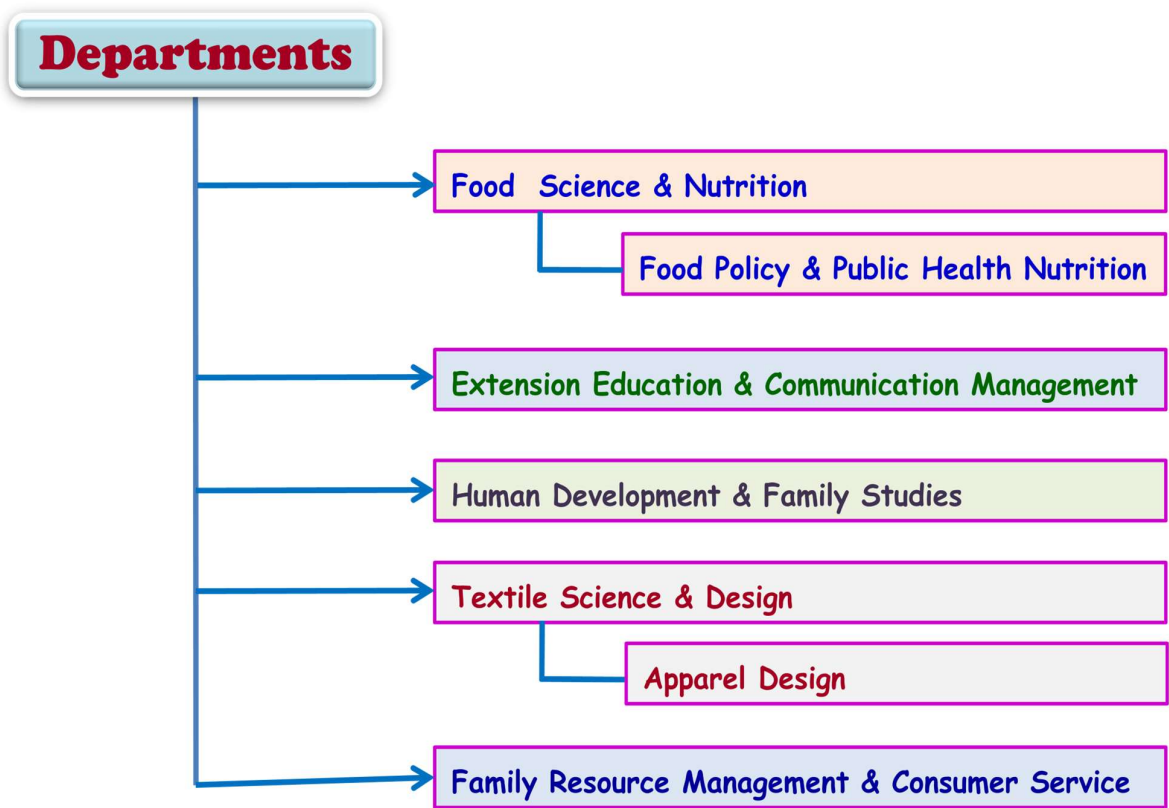 Departments
Food Science & Nutrition
Food Policy & Public Health Nutrition
Extension Education & Communication Management
Human Development & Family Studies
Textile Science & Design
Apparel Design
Family Resource Management & Consumer Service